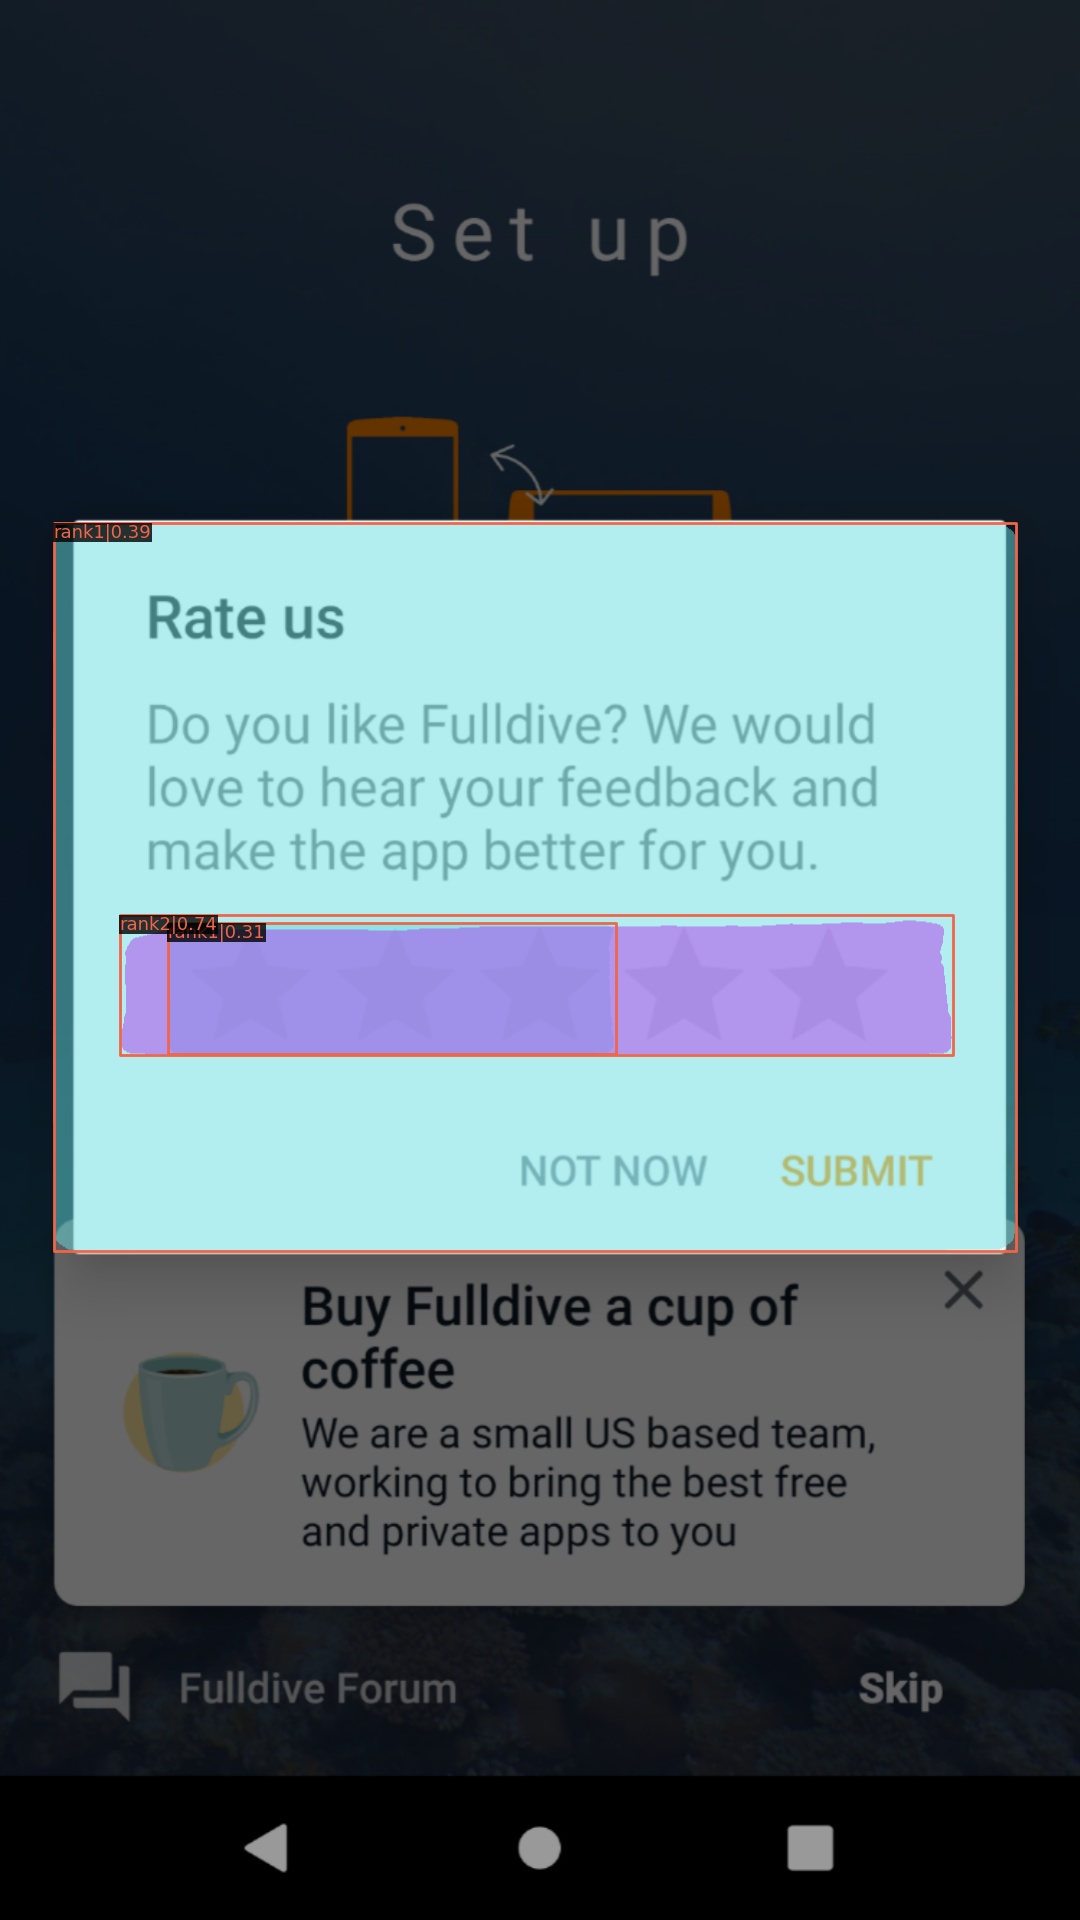 Set up
rank1|0.39
Rate us
Do you like Fulldive? We would
love to hear your feedback and
make the app better for you.
rank2|0.74
rank1|0.31
NOT NOW SUBMIT
Buy Fulldive a cup of
coffee
We are a small US based team,
working to bring the best free
and private apps to you
Fulldive Forum Skip